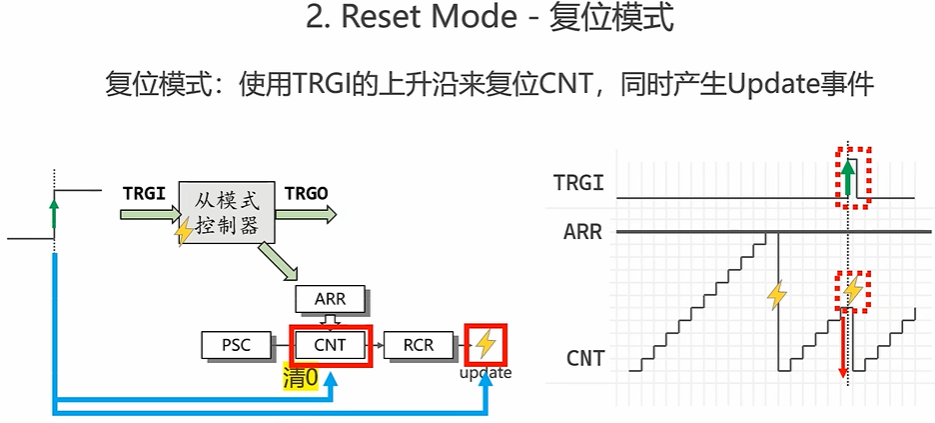 2. Reset Mode - 复位模式
复位模式：使用TRGI的上升沿来复位CNT，同时产生Update事件
TRGI
从模式
控制器
TRGO
ARR
PSC
CNT
RCR
update
清0
TRGI
ARR
CNT